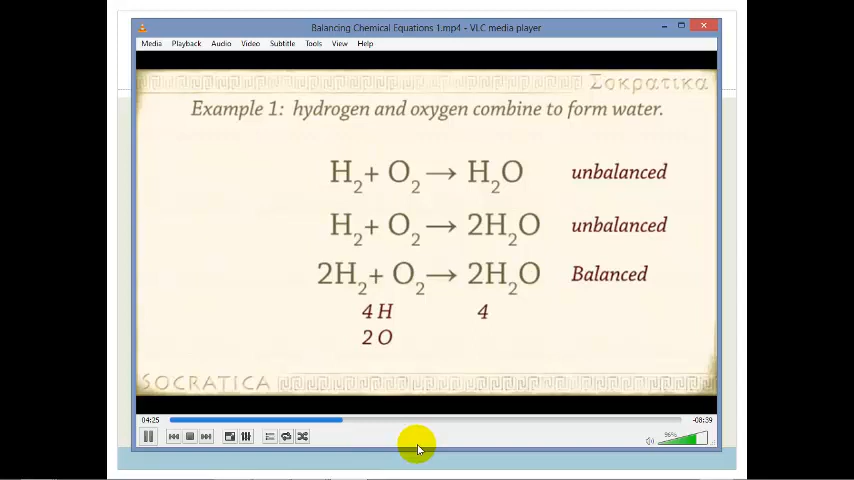 Balancing Chemical Equations 1.mp4 - VLC media player
Media Playback Audio Video Subtitle Tools View Help
Σοκρατικα
Example 1: hydrogen and oxygen combine to form water.
H₂+ O₂ → H₂O unbalanced
H₂+ O₂ → 2H₂O unbalanced
2H₂+ O₂ → 2H₂O Balanced
4 H 4
2 O
SOCRATICA
04:25 -08:39
96%